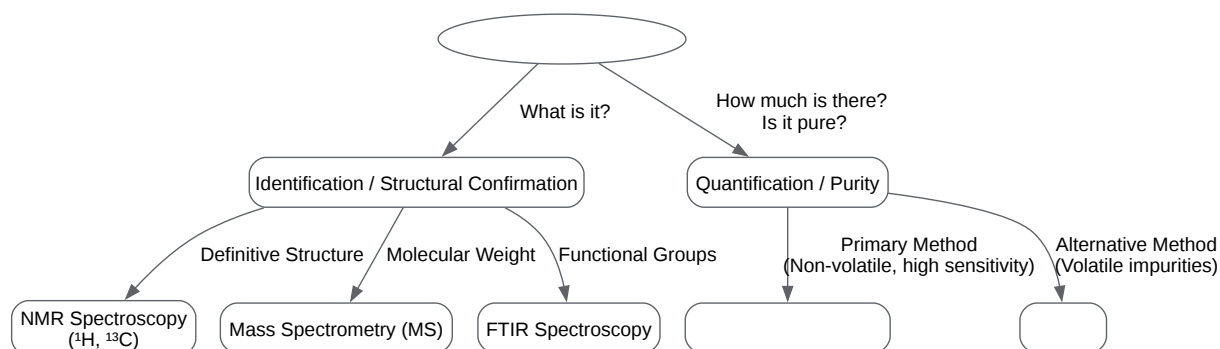 What is it?
How much is there?
Is it pure?
Identification / Structural Confirmation
Quantification / Purity
Definitive Structure
Molecular Weight
Functional Groups
Primary Method
(Non-volatile, high sensitivity)
Alternative Method
(Volatile impurities)
NMR Spectroscopy
(¹H, ¹³C)
Mass Spectrometry (MS)
FTIR Spectroscopy